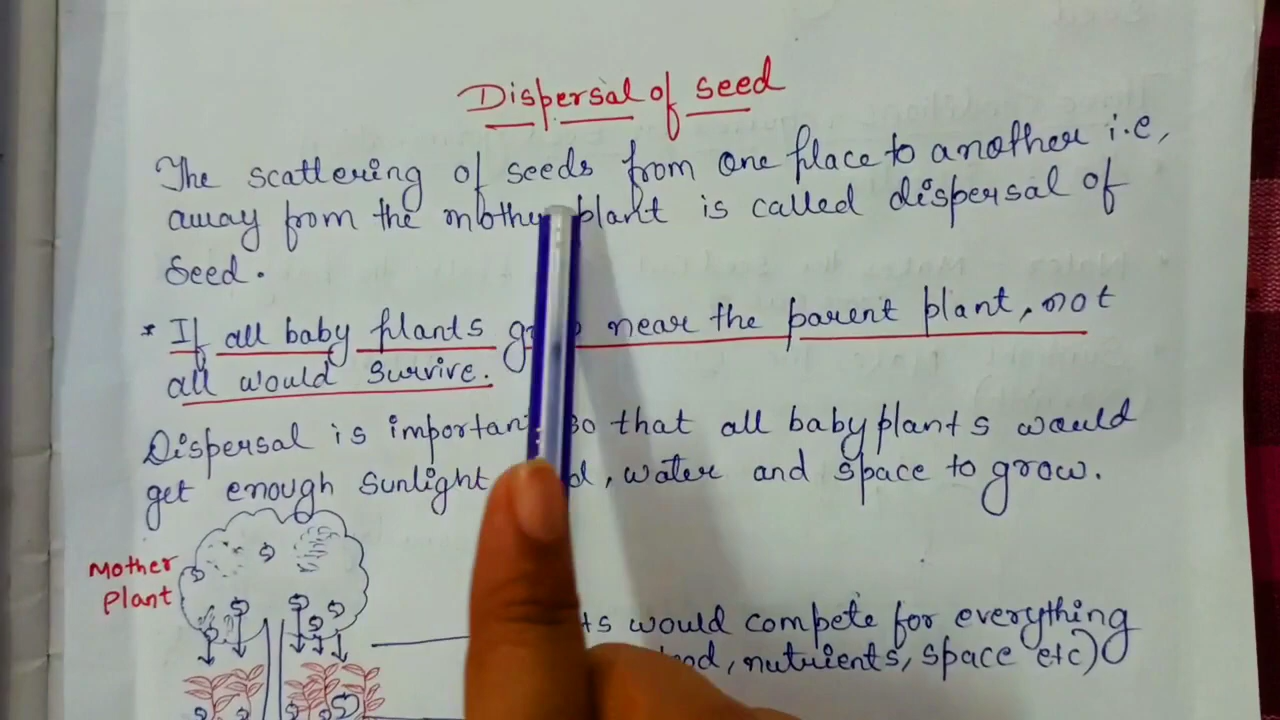 Dispersal of seed
The scattering of seeds from one place to another i.e,
away from the mother plant is called dispersal of
Seed.
* If all baby plants near the parent plant, not
all would survive.
Dispersal is important so that all baby plants would
get enough sunlight, water and space to grow.
Mother
plant
would compete for everything
, nutrients, space etc)